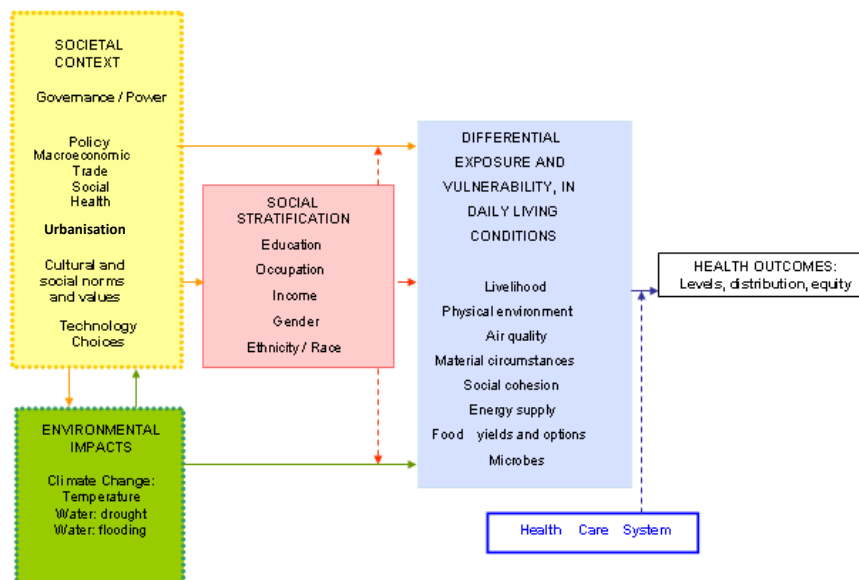 SOCIETAL
CONTEXT
Governance / Power
Policy
Macroeconomic
Trade
Social
Health
Urbanisation
Cultural and
social norms
and values
Technology
Choices
ENVIRONMENTAL
IMPACTS
Climate Change:
Temperature
Water: drought
Water: flooding
SOCIAL
STRATIFICATION
Education
Occupation
Income
Gender
Ethnicity / Race
DIFFERENTIAL
EXPOSURE AND
VULNERABILITY, IN
DAILY LIVING
CONDITIONS
Livelihood
Physical environment
Air quality
Material circumstances
Social cohesion
Energy supply
Food yields and options
Microbes
HEALTH OUTCOMES:
Levels, distribution, equity
Health Care System